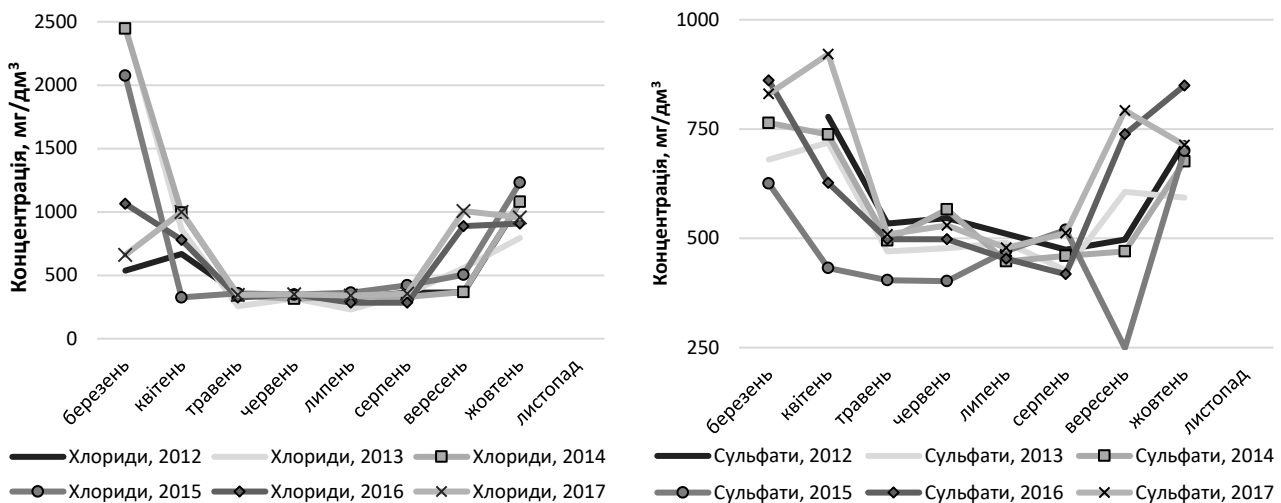 Концентрація, мг/дм³
2500
2000
1500
1000
500
0
березень
квітень
травень
червень
липень
серпень
вересень
жовтень
листопад
Хлориди, 2012
Хлориди, 2013
Хлориди, 2014
Хлориди, 2015
Хлориди, 2016
Хлориди, 2017
Концентрація, мг/дм³
1000
750
500
250
березень
квітень
травень
червень
липень
серпень
вересень
жовтень
листопад
Сульфати, 2012
Сульфати, 2013
Сульфати, 2014
Сульфати, 2015
Сульфати, 2016
Сульфати, 2017